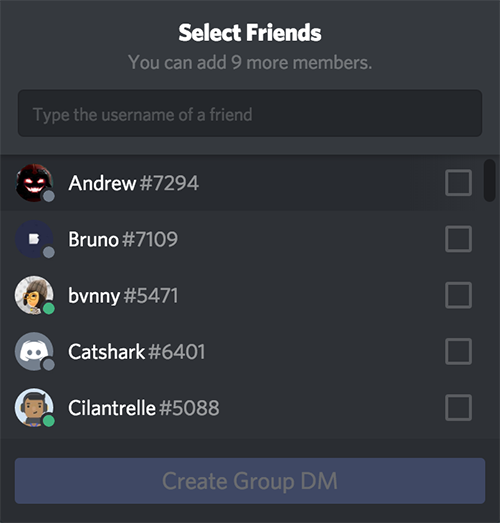 Select Friends
You can add 9 more members.
Type the username of a friend
Andrew #7294
Bruno #7109
bvnny #5471
Catshark #6401
Cilantrelle #5088
Create Group DM